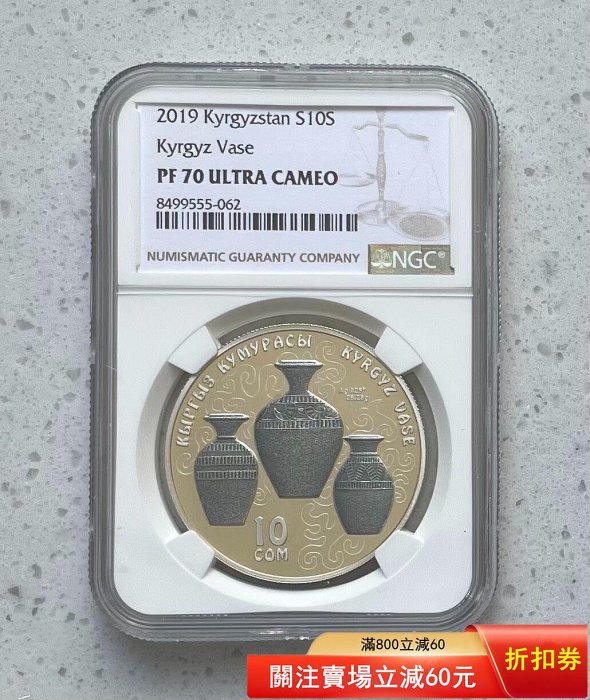 2019 Kyrgyzstan S10S
Kyrgyz Vase
PF 70 ULTRA CAMEO
8499555-062
NUMISMATIC GUARANTY COMPANY
NGC®
КЫРГЫЗ КУМУРАСЫ
KYRGYZ VASE
10
СОМ
滿800立減60
關注賣場立減60元
折扣券